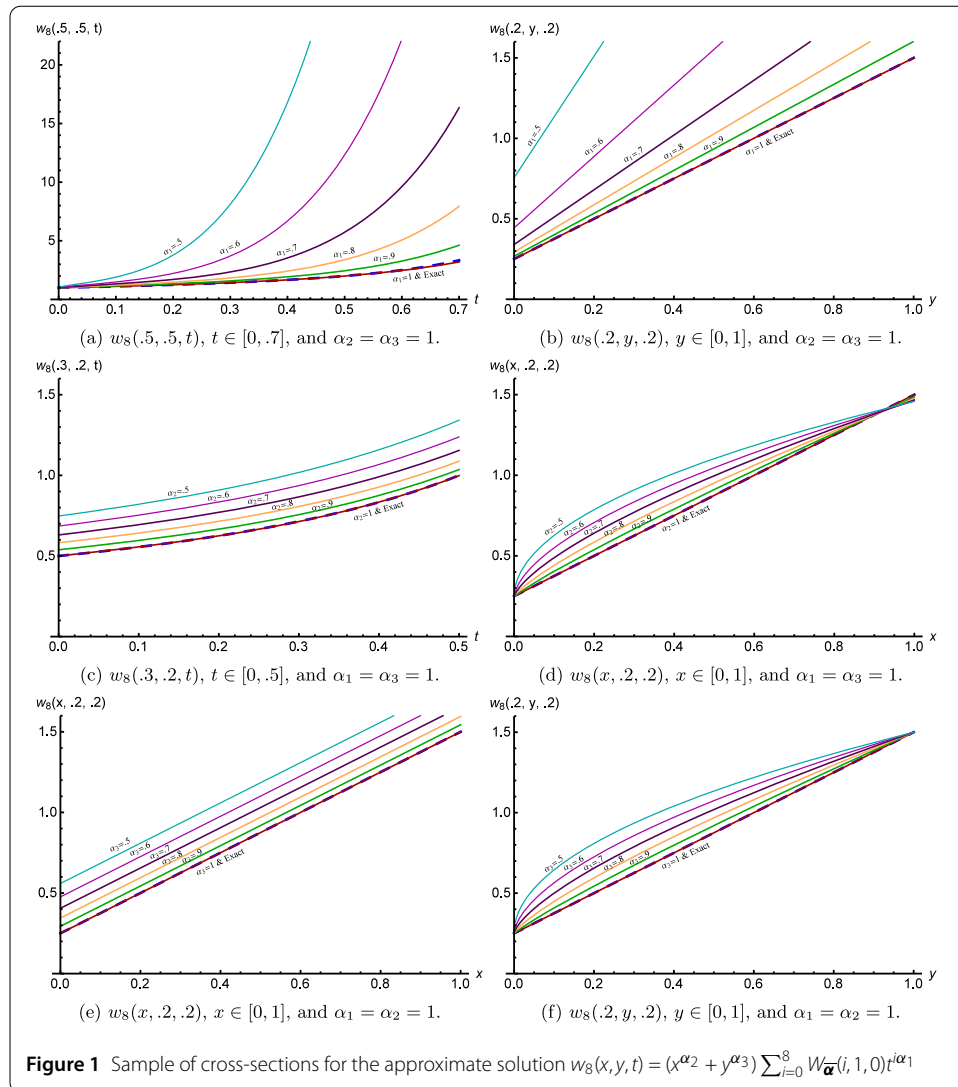 w₈(.5, .5, t)
20
15
10
5
0.0 0.1 0.2 0.3 0.4 0.5 0.6 0.7
t
α₁=.5
α₁=.6
α₁=.7
α₁=.8
α₁=.9
α₁=1 & Exact
(a) w₈(.5, .5, t), t ∈ [0, .7], and α₂ = α₃ = 1.
w₈(.2, y, .2)
1.5
1.0
0.5
0.0 0.2 0.4 0.6 0.8 1.0
y
α₁=.5
α₁=.6
α₁=.7
α₁=.8
α₁=.9
α₁=1 & Exact
(b) w₈(.2, y, .2), y ∈ [0, 1], and α₂ = α₃ = 1.
w₈(.3, .2, t)
1.5
1.0
0.5
0.0 0.1 0.2 0.3 0.4 0.5
t
α₂=.5
α₂=.6
α₂=.7
α₂=.8
α₂=.9
α₂=1 & Exact
(c) w₈(.3, .2, t), t ∈ [0, .5], and α₁ = α₃ = 1.
w₈(x, .2, .2)
1.5
1.0
0.5
0.0 0.2 0.4 0.6 0.8 1.0
x
α₂=.5
α₂=.6
α₂=.7
α₂=.8
α₂=.9
α₂=1 & Exact
(d) w₈(x, .2, .2), x ∈ [0, 1], and α₁ = α₃ = 1.
w₈(x, .2, .2)
1.5
1.0
0.5
0.0 0.2 0.4 0.6 0.8 1.0
x
α₃=.5
α₃=.6
α₃=.7
α₃=.8
α₃=.9
α₃=1 & Exact
(e) w₈(x, .2, .2), x ∈ [0, 1], and α₁ = α₂ = 1.
w₈(.2, y, .2)
1.5
1.0
0.5
0.0 0.2 0.4 0.6 0.8 1.0
y
α₃=.5
α₃=.6
α₃=.7
α₃=.8
α₃=.9
α₃=1 & Exact
(f) w₈(.2, y, .2), y ∈ [0, 1], and α₁ = α₂ = 1.
Figure 1 Sample of cross-sections for the approximate solution w₈(x, y, t) = (x^α₂ + y^α₃) ∑⁸ᵢ₌₀ W_ᾱ(i, 1, 0)t^iα₁